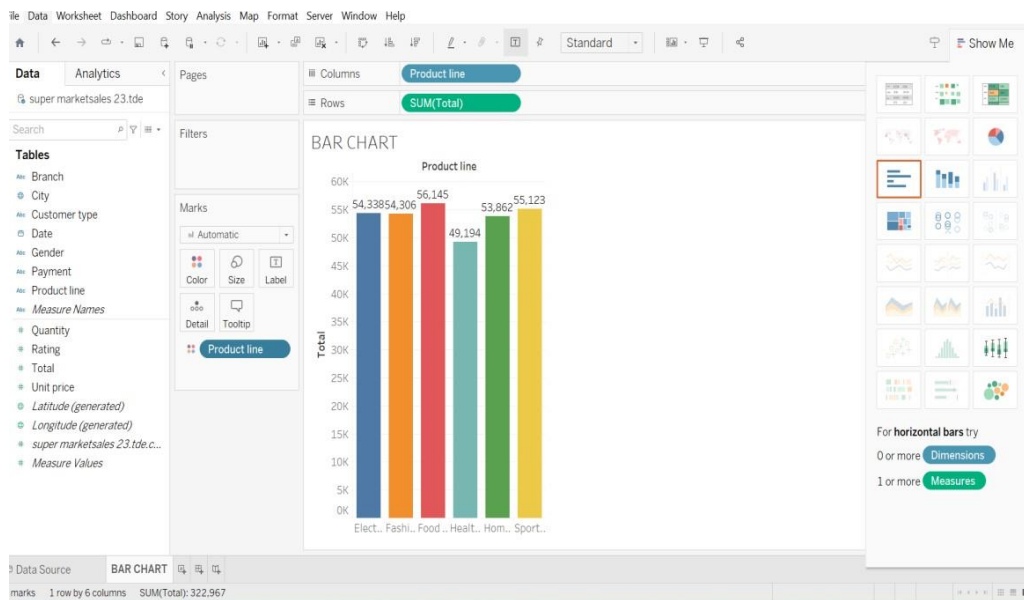 ile Data Worksheet Dashboard Story Analysis Map Format Server Window Help
Standard
Show Me
Data Analytics
super marketsales 23.tde
Search
Tables
Abc Branch
City
Abc Customer type
Date
Abc Gender
Abc Payment
Abc Product line
Abc Measure Names
# Quantity
# Rating
# Total
# Unit price
Latitude (generated)
Longitude (generated)
# super marketsales 23.tde.c...
# Measure Values
Pages
Filters
Marks
Automatic
Color Size Label
Detail Tooltip
Product line
Columns Product line
Rows SUM(Total)
BAR CHART
Product line
60K
55K
50K
45K
40K
35K
30K
25K
20K
15K
10K
5K
0K
Total
54,338 54,306 56,145 49,194 53,862 55,123
Elect.. Fashi.. Food .. Healt.. Hom.. Sport..
For horizontal bars try
0 or more Dimensions
1 or more Measures
Data Source BAR CHART
marks 1 row by 6 columns SUM(Total): 322,967